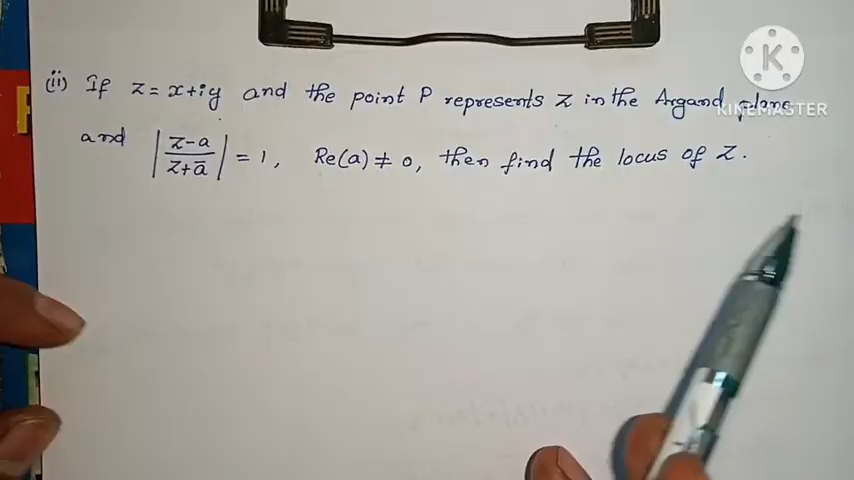 (ii) If z = x+iy and the point P represents z in the Argand plane
and |z-a / z+ā| = 1, Re(a) ≠ 0, then find the locus of z.
K
KINEMASTER